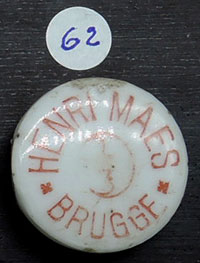 62
HENRI MAES
* BRUGGE *